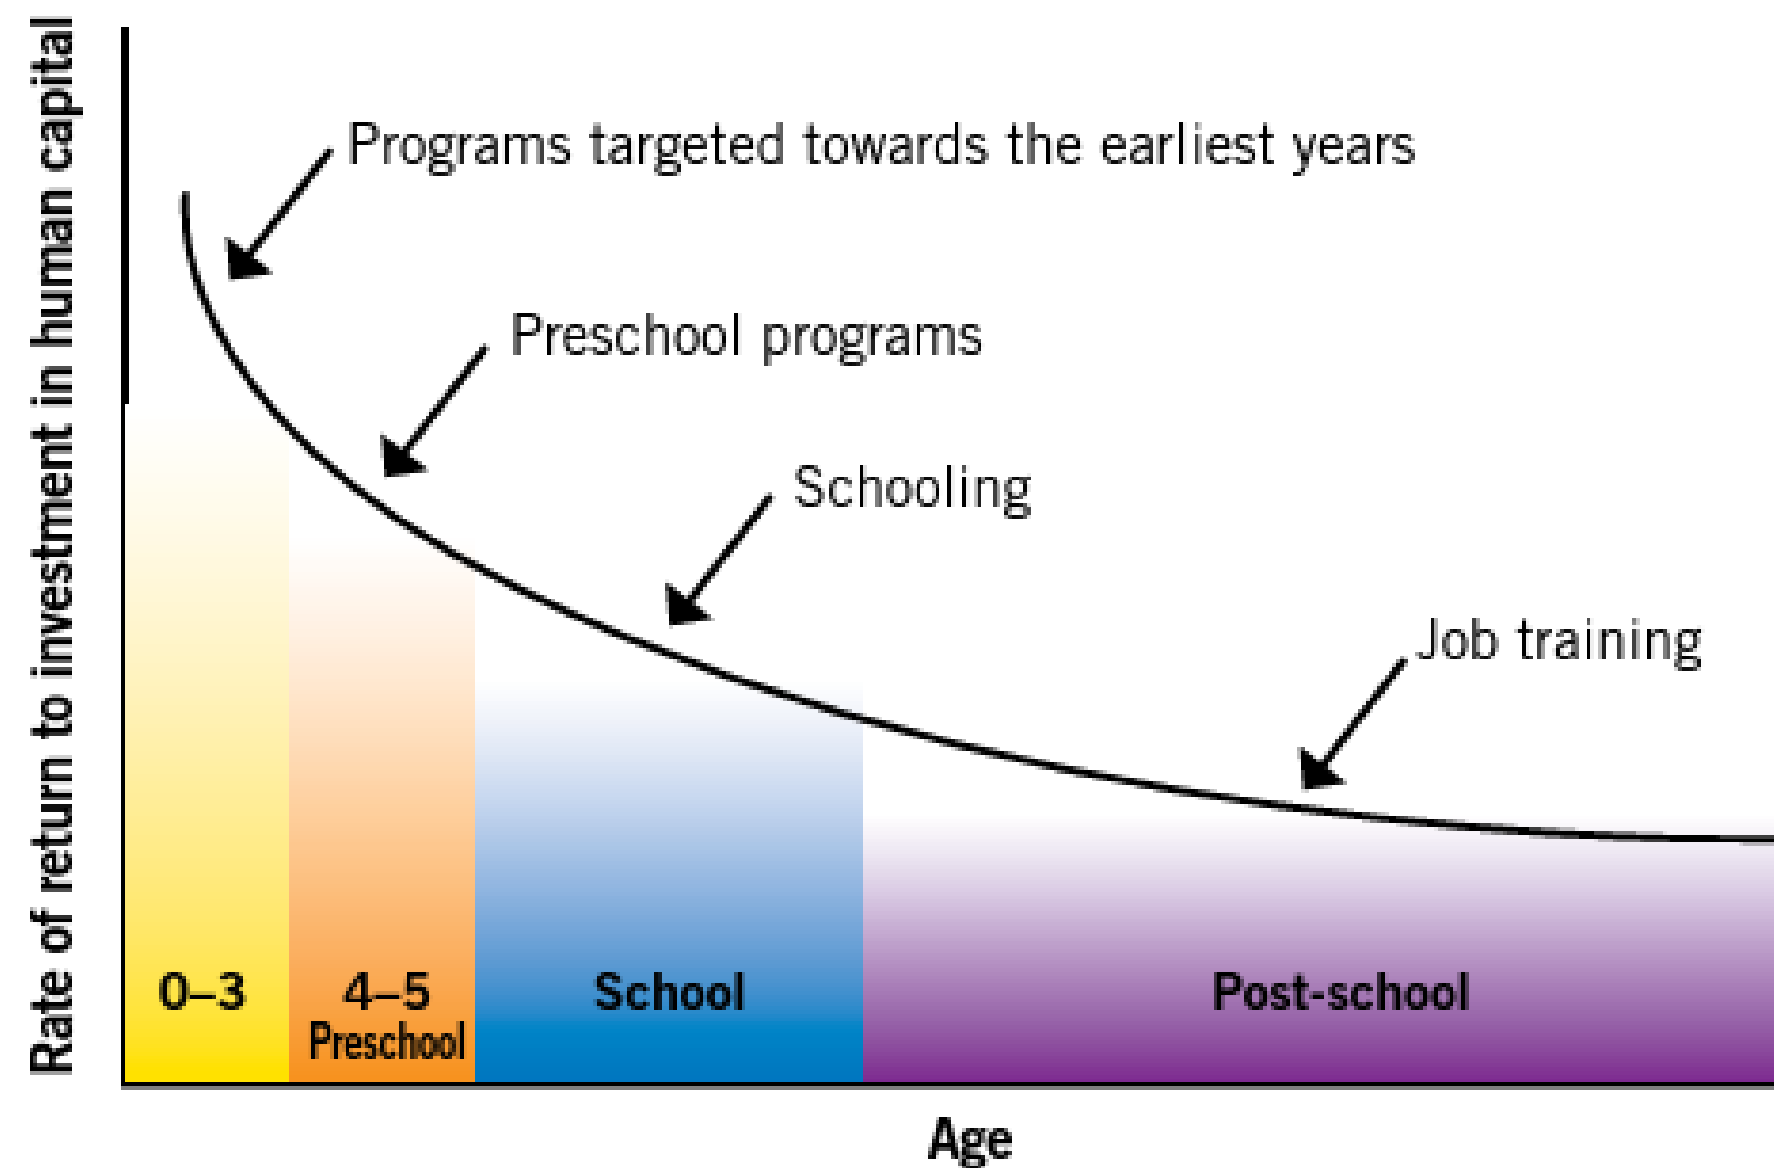 Rate of return to investment in human capital
Programs targeted towards the earliest years
Preschool programs
Schooling
Job training
0–3
4–5
Preschool
School
Post-school
Age